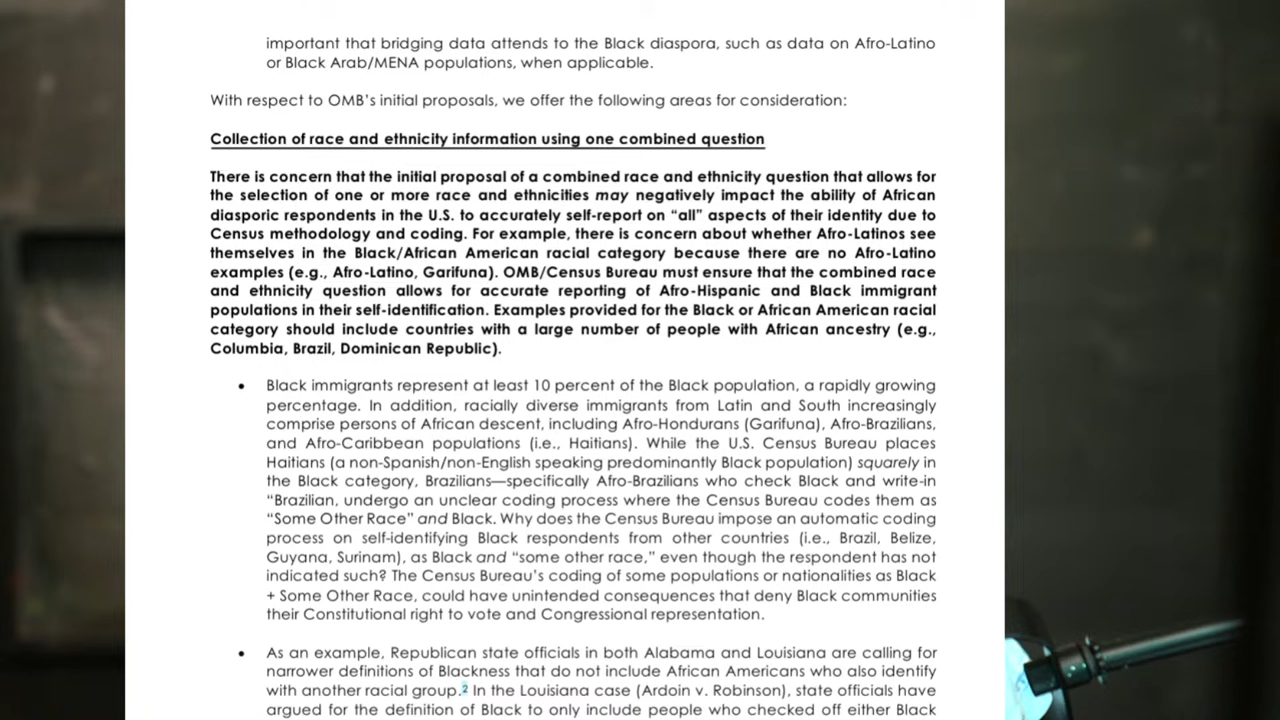 important that bridging data attends to the Black diaspora, such as data on Afro-Latino
or Black Arab/MENA populations, when applicable.
With respect to OMB's initial proposals, we offer the following areas for consideration:
Collection of race and ethnicity information using one combined question
There is concern that the initial proposal of a combined race and ethnicity question that allows for
the selection of one or more race and ethnicities may negatively impact the ability of African
diasporic respondents in the U.S. to accurately self-report on "all" aspects of their identity due to
Census methodology and coding. For example, there is concern about whether Afro-Latinos see
themselves in the Black/African American racial category because there are no Afro-Latino
examples (e.g., Afro-Latino, Garifuna). OMB/Census Bureau must ensure that the combined race
and ethnicity question allows for accurate reporting of Afro-Hispanic and Black immigrant
populations in their self-identification. Examples provided for the Black or African American racial
category should include countries with a large number of people with African ancestry (e.g.,
Columbia, Brazil, Dominican Republic).
• Black immigrants represent at least 10 percent of the Black population, a rapidly growing
percentage. In addition, racially diverse immigrants from Latin and South increasingly
comprise persons of African descent, including Afro-Hondurans (Garifuna), Afro-Brazilians,
and Afro-Caribbean populations (i.e., Haitians). While the U.S. Census Bureau places
Haitians (a non-Spanish/non-English speaking predominantly Black population) squarely in
the Black category, Brazilians—specifically Afro-Brazilians who check Black and write-in
"Brazilian, undergo an unclear coding process where the Census Bureau codes them as
"Some Other Race" and Black. Why does the Census Bureau impose an automatic coding
process on self-identifying Black respondents from other countries (i.e., Brazil, Belize,
Guyana, Surinam), as Black and "some other race," even though the respondent has not
indicated such? The Census Bureau's coding of some populations or nationalities as Black
+ Some Other Race, could have unintended consequences that deny Black communities
their Constitutional right to vote and Congressional representation.
• As an example, Republican state officials in both Alabama and Louisiana are calling for
narrower definitions of Blackness that do not include African Americans who also identify
with another racial group.2 In the Louisiana case (Ardoin v. Robinson), state officials have
argued for the definition of Black to only include people who checked off either Black